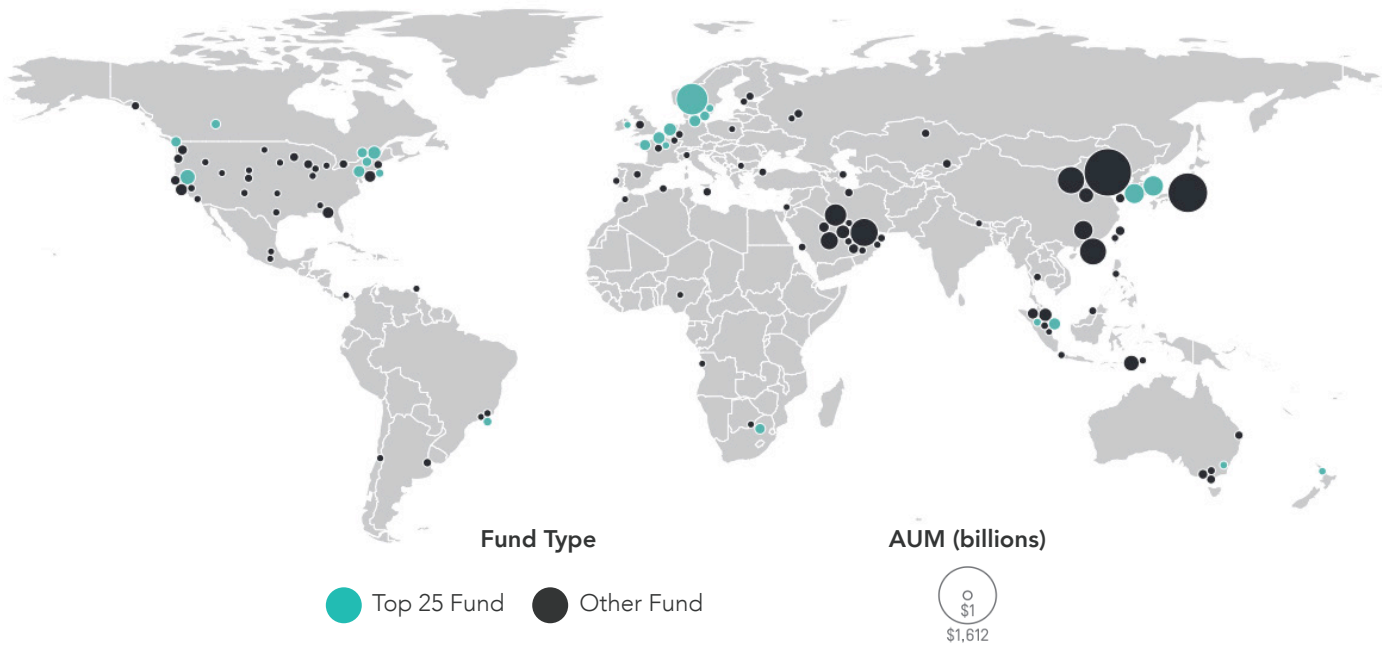 Fund Type
AUM (billions)
Top 25 Fund
Other Fund
$1
$1,612